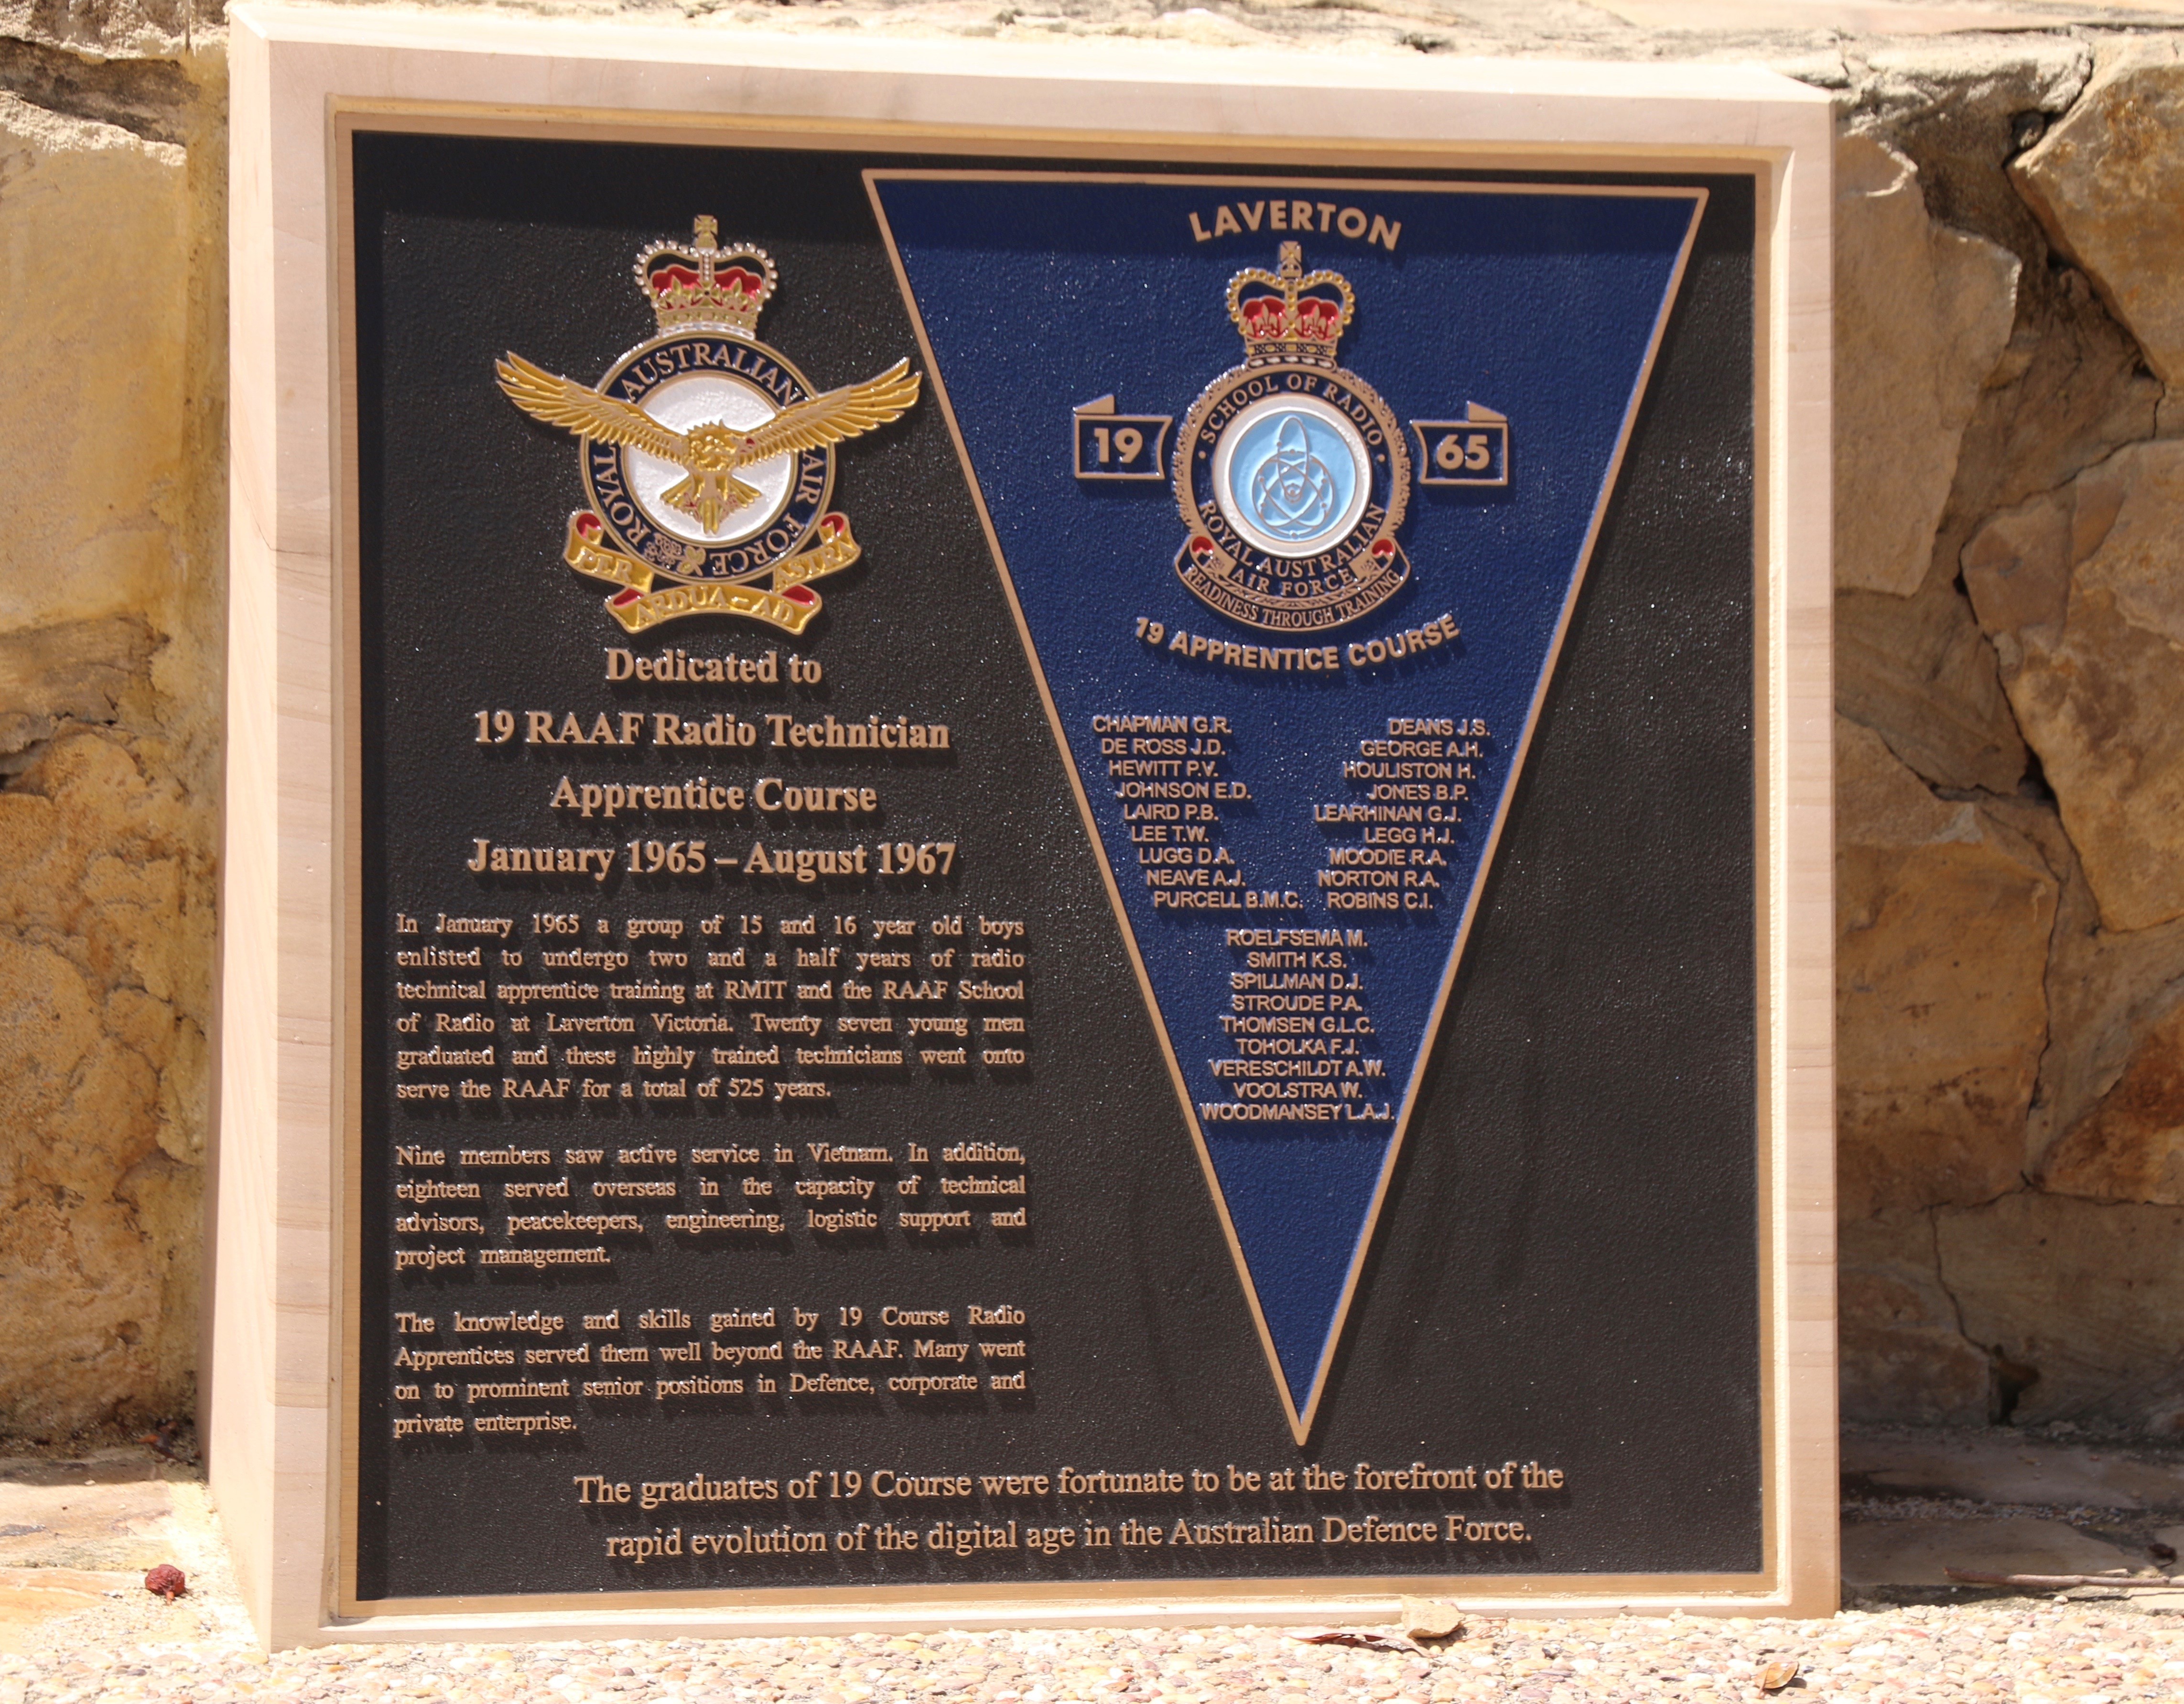 ROYAL AUSTRALIAN AIR FORCE
PER ARDUA-AD ASTRA
Dedicated to
19 RAAF Radio Technician
Apprentice Course
January 1965 – August 1967
In January 1965 a group of 15 and 16 year old boys
enlisted to undergo two and a half years of radio
technical apprentice training at RMIT and the RAAF School
of Radio at Laverton Victoria. Twenty seven young men
graduated and these highly trained technicians went onto
serve the RAAF for a total of 525 years.
Nine members saw active service in Vietnam. In addition,
eighteen served overseas in the capacity of technical
advisors, peacekeepers, engineering, logistic support and
project management.
The knowledge and skills gained by 19 Course Radio
Apprentices served them well beyond the RAAF. Many went
on to prominent senior positions in Defence, corporate and
private enterprise.
LAVERTON
19 65
SCHOOL OF RADIO
ROYAL AUSTRALIAN
AIR FORCE
READINESS THROUGH TRAINING
19 APPRENTICE COURSE
CHAPMAN G.R. DEANS J.S.
DE ROSS J.D. GEORGE A.H.
HEWITT P.V. HOULISTON H.
JOHNSON E.D. JONES B.P.
LAIRD P.B. LEARHINAN G.J.
LEE T.W. LEGG H.J.
LUGG D.A. MOODIE R.A.
NEAVE A.J. NORTON R.A.
PURCELL B.M.C. ROBINS C.I.
ROELFSEMA M.
SMITH K.S.
SPILLMAN D.J.
STROUDE P.A.
THOMSEN G.L.C.
TOHOLKA F.J.
VERESCHILDT A.W.
VOOLSTRA W.
WOODMANSEY L.A.J.
The graduates of 19 Course were fortunate to be at the forefront of the
rapid evolution of the digital age in the Australian Defence Force.